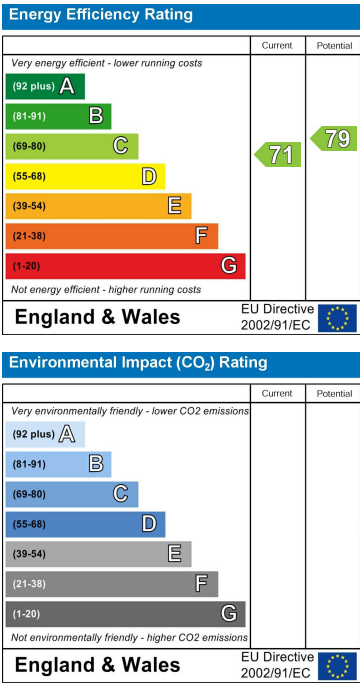 Energy Efficiency Rating
Current Potential
Very energy efficient - lower running costs
(92 plus) A
(81-91) B
(69-80) C
(55-68) D
(39-54) E
(21-38) F
(1-20) G
71 79
Not energy efficient - higher running costs
England & Wales
EU Directive
2002/91/EC
Environmental Impact (CO₂) Rating
Current Potential
Very environmentally friendly - lower CO2 emissions
(92 plus) A
(81-91) B
(69-80) C
(55-68) D
(39-54) E
(21-38) F
(1-20) G
Not environmentally friendly - higher CO2 emissions
England & Wales
EU Directive
2002/91/EC